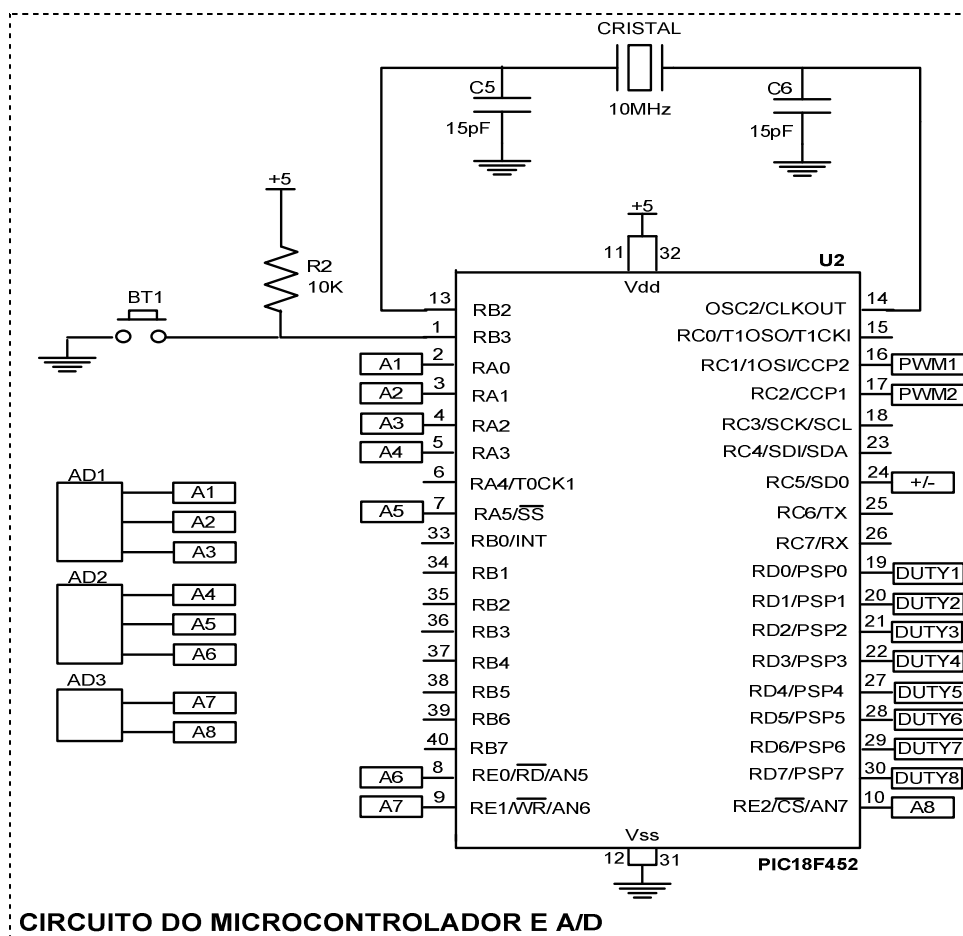 CRISTAL
10MHz
C5
15pF
C6
15pF
+5
R2
10K
BT1
+5
11 32
Vdd
U2
13 RB2
1 RB3
A1 2 RA0
A2 3 RA1
A3 4 RA2
A4 5 RA3
6 RA4/T0CK1
A5 7 RA5/SS
33 RB0/INT
34 RB1
35 RB2
36 RB3
37 RB4
38 RB5
39 RB6
40 RB7
A6 8 RE0/RD/AN5
A7 9 RE1/WR/AN6
OSC2/CLKOUT 14
RC0/T1OSO/T1CKI 15
RC1/1OSI/CCP2 16 PWM1
RC2/CCP1 17 PWM2
RC3/SCK/SCL 18
RC4/SDI/SDA 23
RC5/SD0 24 +/-
RC6/TX 25
RC7/RX 26
RD0/PSP0 19 DUTY1
RD1/PSP1 20 DUTY2
RD2/PSP2 21 DUTY3
RD3/PSP3 22 DUTY4
RD4/PSP4 27 DUTY5
RD5/PSP5 28 DUTY6
RD6/PSP6 29 DUTY7
RD7/PSP7 30 DUTY8
RE2/CS/AN7 10 A8
Vss
12 31
PIC18F452
AD1
A1
A2
A3
AD2
A4
A5
A6
AD3
A7
A8
CIRCUITO DO MICROCONTROLADOR E A/D